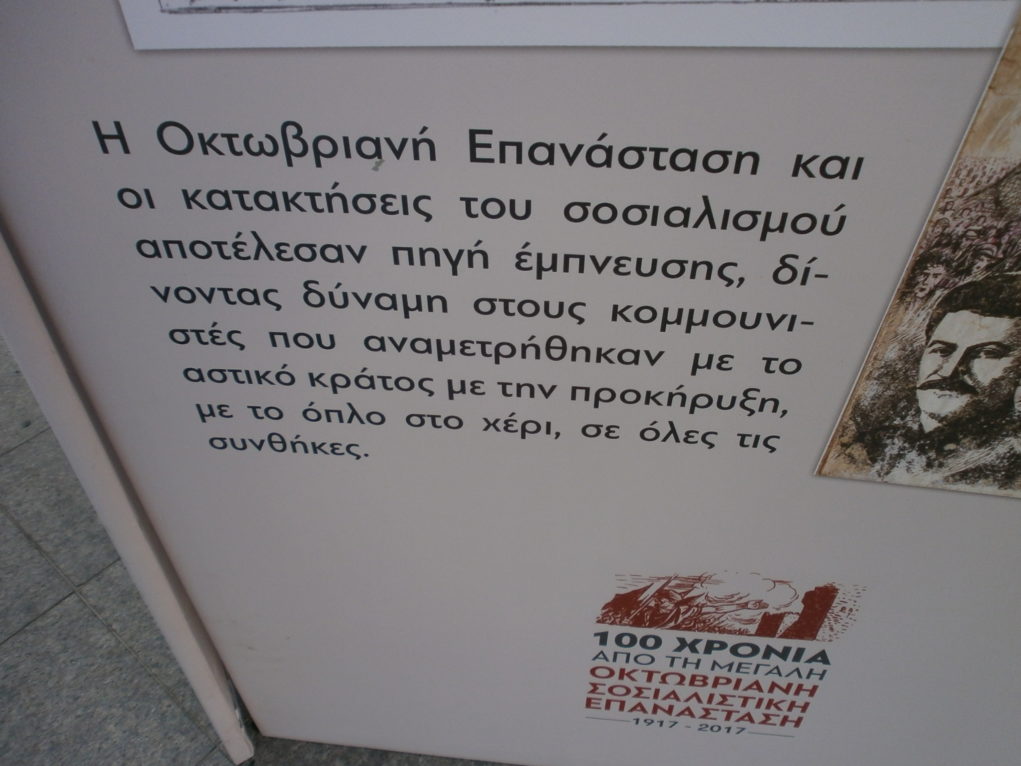 Η Οκτωβριανή Επανάσταση και
οι κατακτήσεις του σοσιαλισμού
αποτέλεσαν πηγή έμπνευσης, δί-
νοντας δύναμη στους κομμουνι-
στές που αναμετρήθηκαν με το
αστικό κράτος με την προκήρυξη,
με το όπλο στο χέρι, σε όλες τις
συνθήκες.
100 ΧΡΟΝΙΑ
ΑΠΟ ΤΗ ΜΕΓΑΛΗ
ΟΚΤΩΒΡΙΑΝΗ
ΣΟΣΙΑΛΙΣΤΙΚΗ
ΕΠΑΝΑΣΤΑΣΗ
1917 - 2017